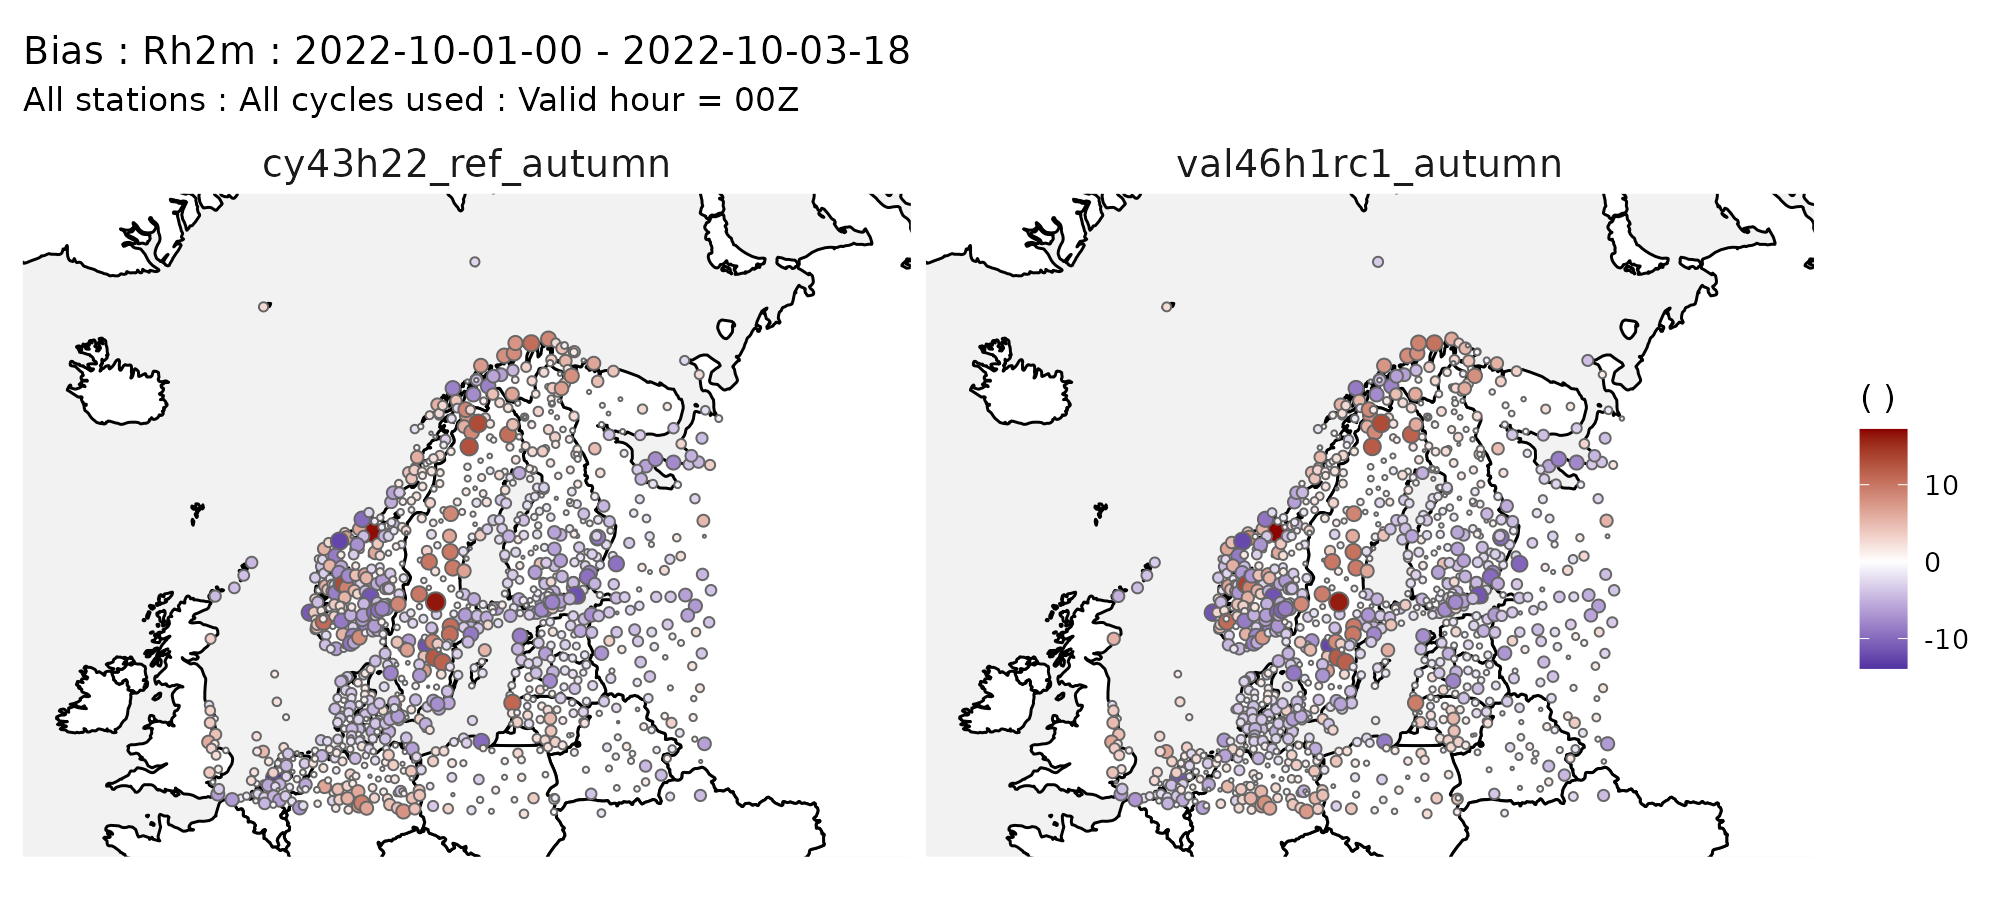 Bias : Rh2m : 2022-10-01-00 - 2022-10-03-18
All stations : All cycles used : Valid hour = 00Z
cy43h22_ref_autumn
val46h1rc1_autumn
( )
10
0
-10